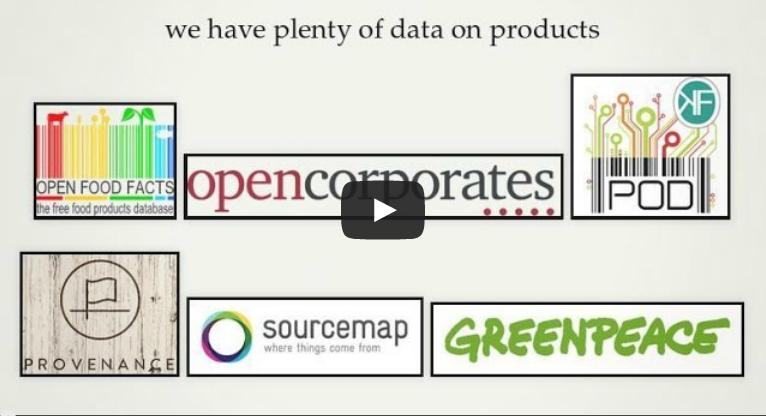 we have plenty of data on products
OPEN FOOD FACTS
the free food products database
opencorporates
KF
POD
PROVENANCE
sourcemap
where things come from
GREENPEACE